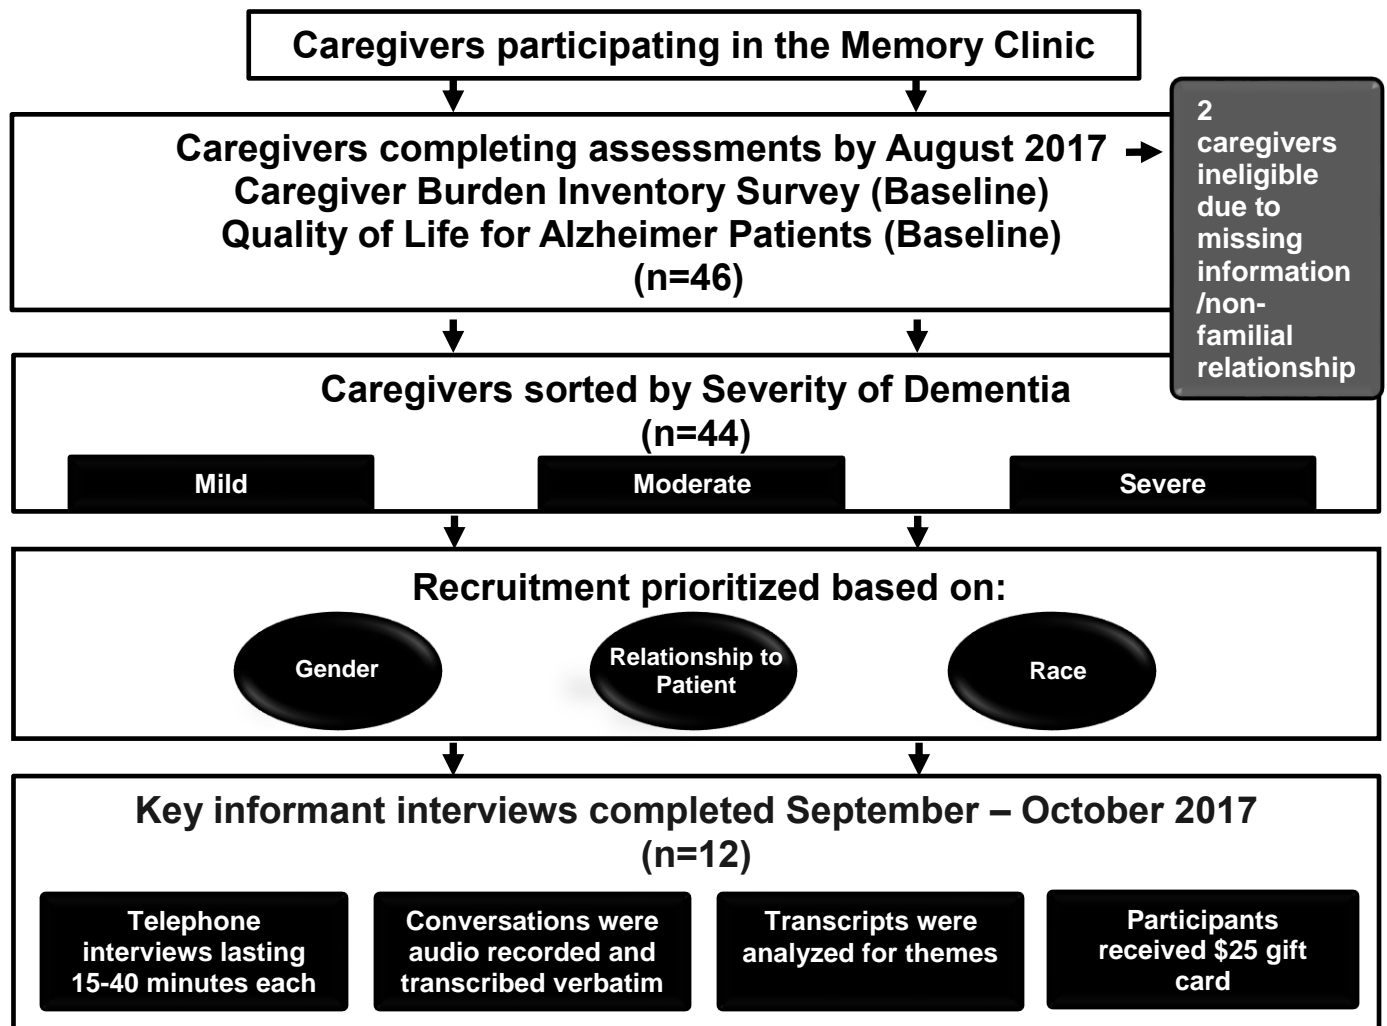 Caregivers participating in the Memory Clinic
Caregivers completing assessments by August 2017
Caregiver Burden Inventory Survey (Baseline)
Quality of Life for Alzheimer Patients (Baseline)
(n=46)
2
caregivers
ineligible
due to
missing
information
/non-
familial
relationship
Caregivers sorted by Severity of Dementia
(n=44)
Mild
Moderate
Severe
Recruitment prioritized based on:
Gender
Relationship to
Patient
Race
Key informant interviews completed September – October 2017
(n=12)
Telephone
interviews lasting
15-40 minutes each
Conversations were
audio recorded and
transcribed verbatim
Transcripts were
analyzed for themes
Participants
received $25 gift
card